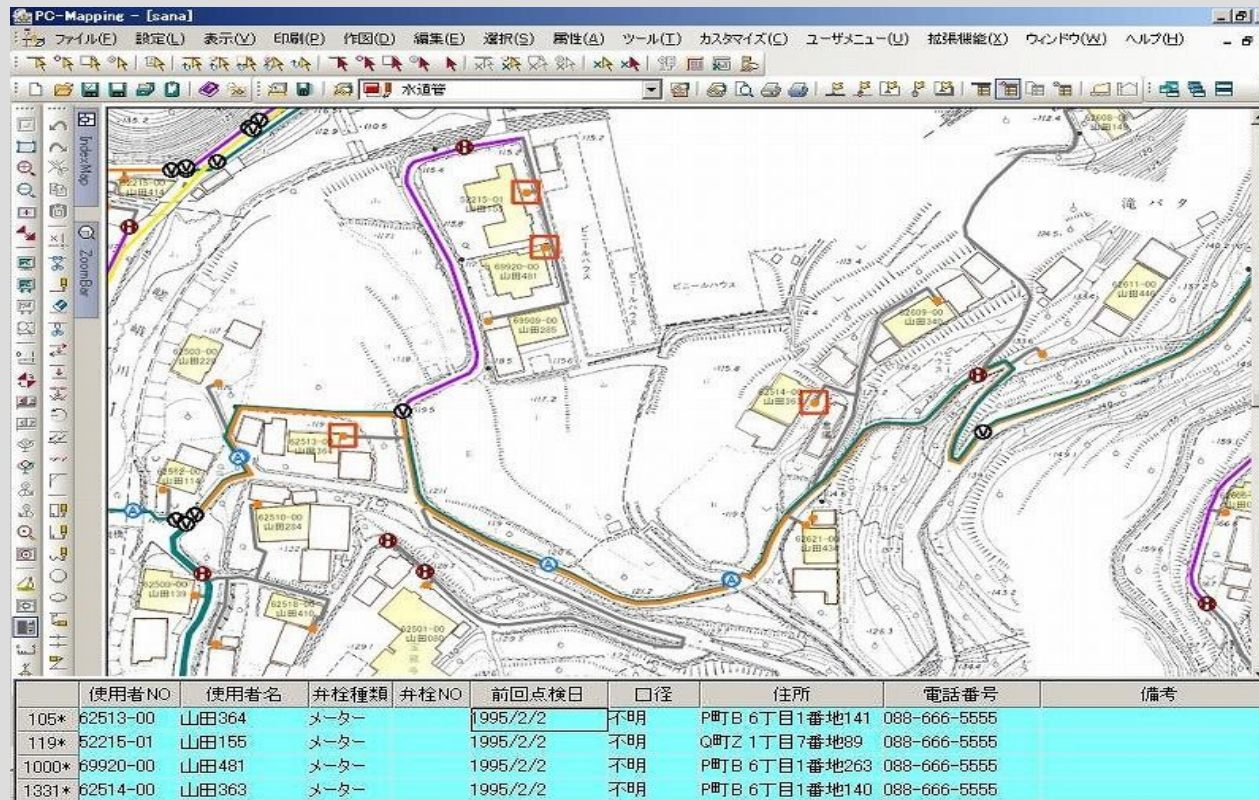 PC-Mapping - [sana]
ファイル(F) 設定(L) 表示(V) 印刷(P) 作図(D) 編集(E) 選択(S) 属性(A) ツール(T) カスタマイズ(C) ユーザメニュー(U) 拡張機能(X) ウィンドウ(W) ヘルプ(H)
水道管
IndexMap
ZoomBar
滝バタ
52215-01
山田155
69920-00
山田481
69909-00
山田285
ビニールハウス
ビニールハウス
ビニールハウス
62611-00
山田446
62609-00
山田340
62514-00
山田363
62503-00
山田22
62513-00
山田364
62512-00
山田114
62510-00
山田204
62621-00
山田434
62500-00
山田139
62518-00
山田410
62501-00
山田080
使用者NO 使用者名 弁栓種類 弁栓NO 前回点検日 口径 住所 電話番号 備考
105* 62513-00 山田364 メーター 1995/2/2 不明 P町B 6丁目1番地141 088-666-5555
119* 52215-01 山田155 メーター 1995/2/2 不明 Q町Z 1丁目7番地89 088-666-5555
1000* 69920-00 山田481 メーター 1995/2/2 不明 P町B 6丁目1番地263 088-666-5555
1331* 62514-00 山田363 メーター 1995/2/2 不明 P町B 6丁目1番地140 088-666-5555